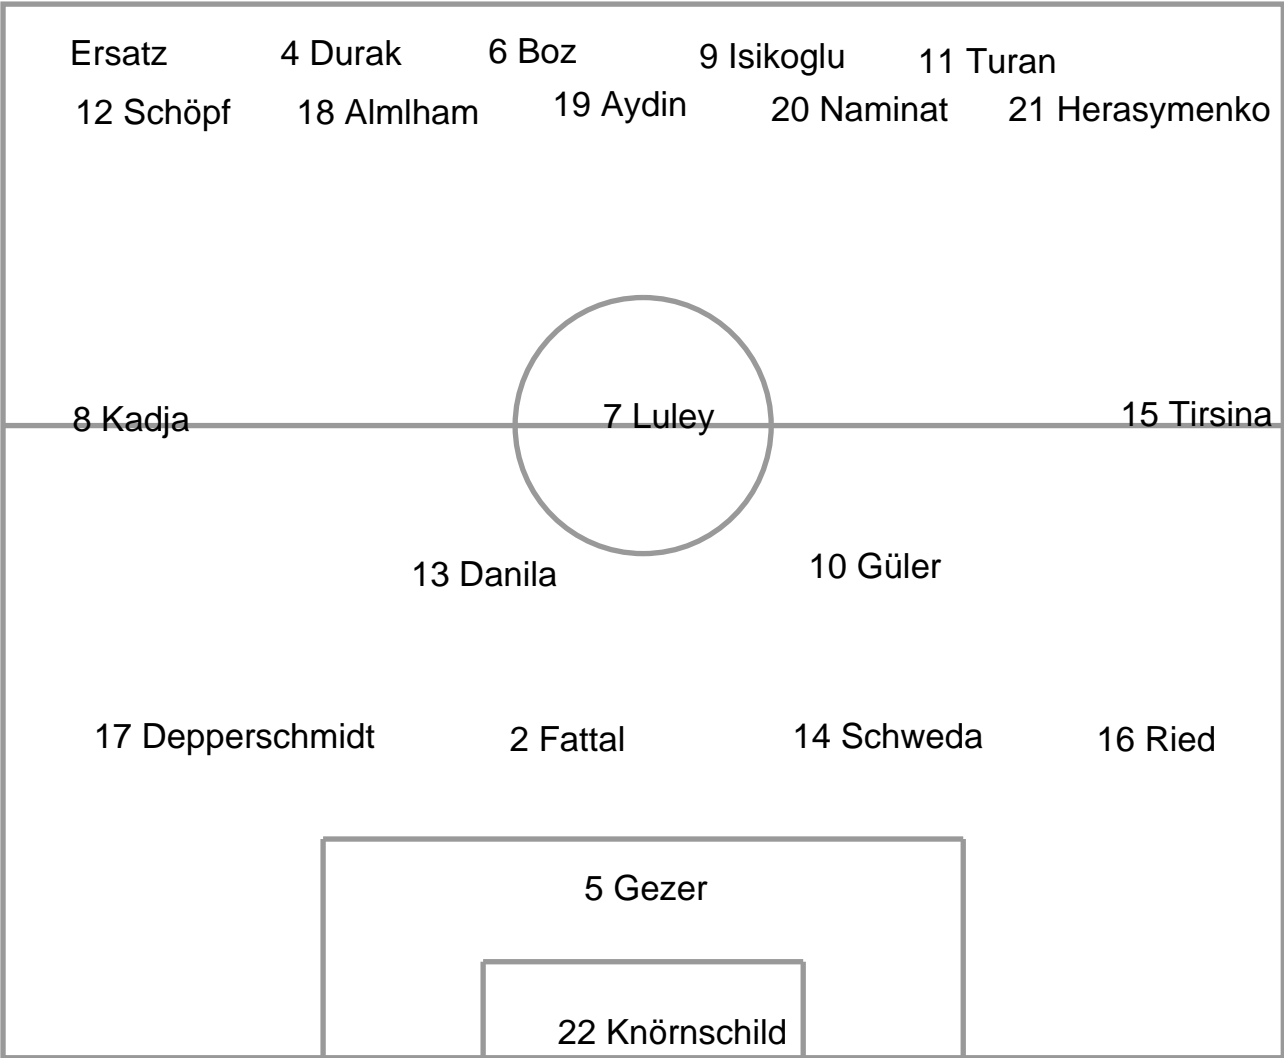 Ersatz 4 Durak 6 Boz 9 Isikoglu 11 Turan
12 Schöpf 18 Almlham 19 Aydin 20 Naminat 21 Herasymenko
8 Kadja 7 Luley 15 Tirsina
13 Danila 10 Güler
17 Depperschmidt 2 Fattal 14 Schweda 16 Ried
5 Gezer
22 Knörnschild